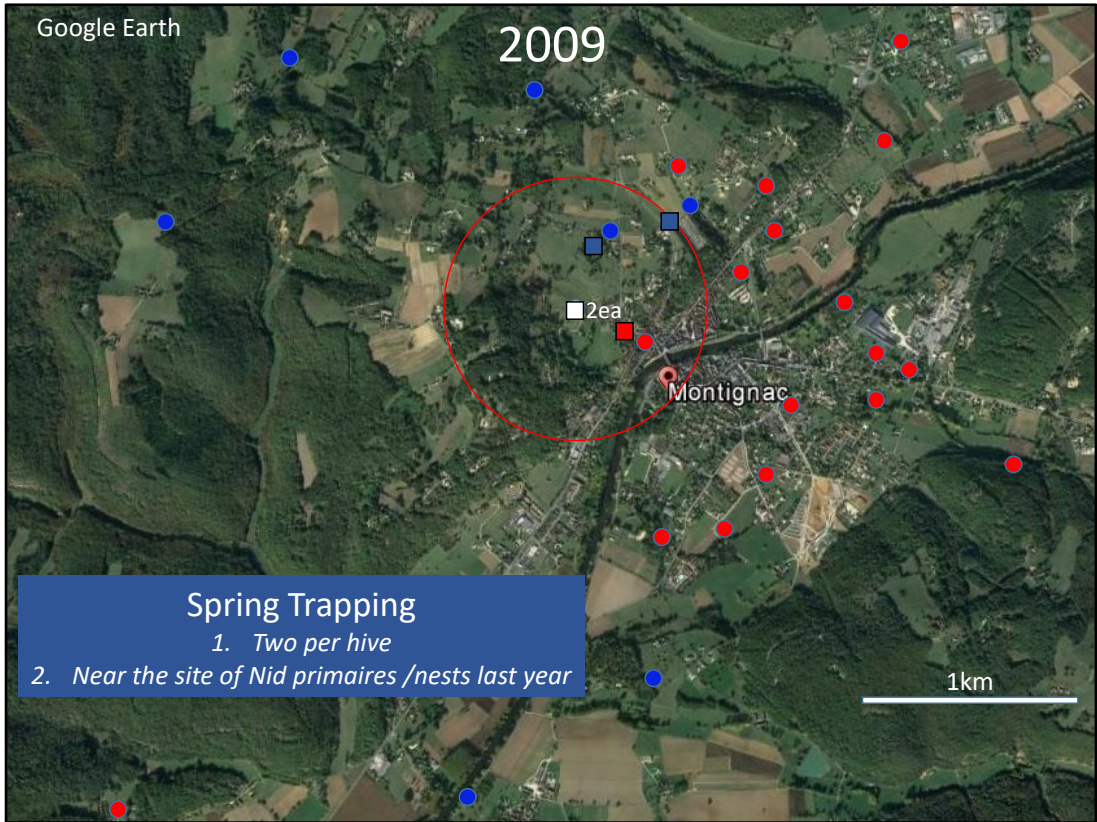 Google Earth
2009
2ea
Montignac
Spring Trapping
1. Two per hive
2. Near the site of Nid primaires /nests last year
1km